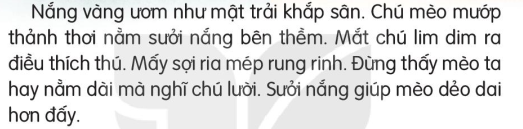 Nắng vàng ươm như mật trải khắp sân. Chú mèo mướp
thảnh thơi nằm sưởi nắng bên thềm. Mắt chú lim dim ra
điều thích thú. Mấy sợi ria mép rung rinh. Đừng thấy mèo ta
hay nằm dài mà nghĩ chú lười. Sưởi nắng giúp mèo dẻo dai
hơn đấy.